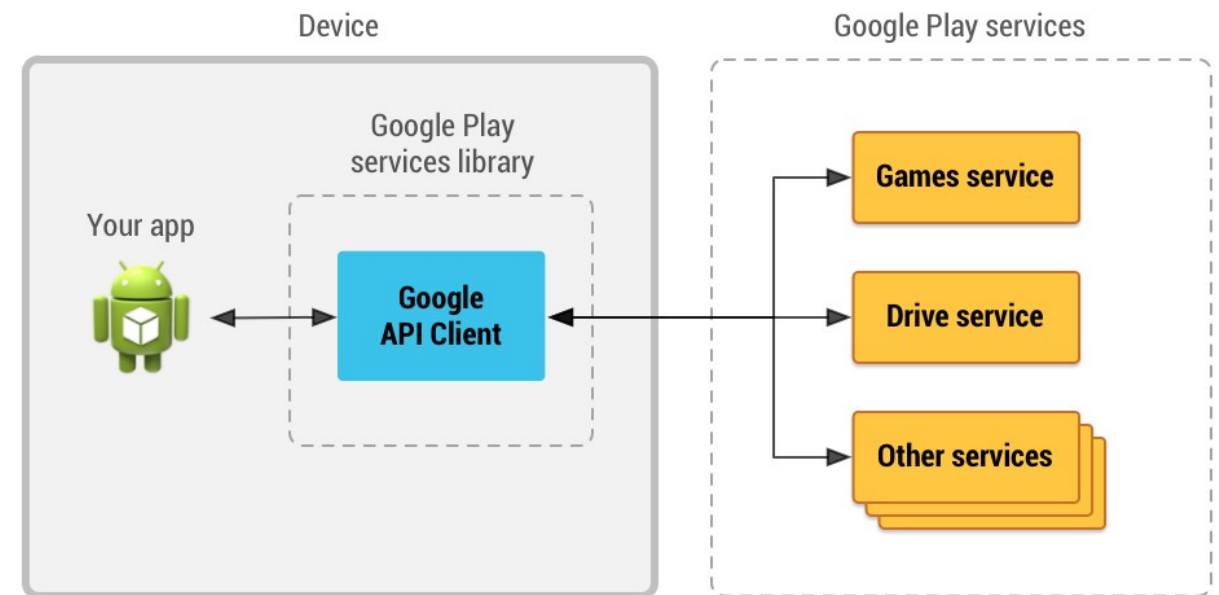 Device
Google Play services
Google Play
services library
Your app
Google
API Client
Games service
Drive service
Other services